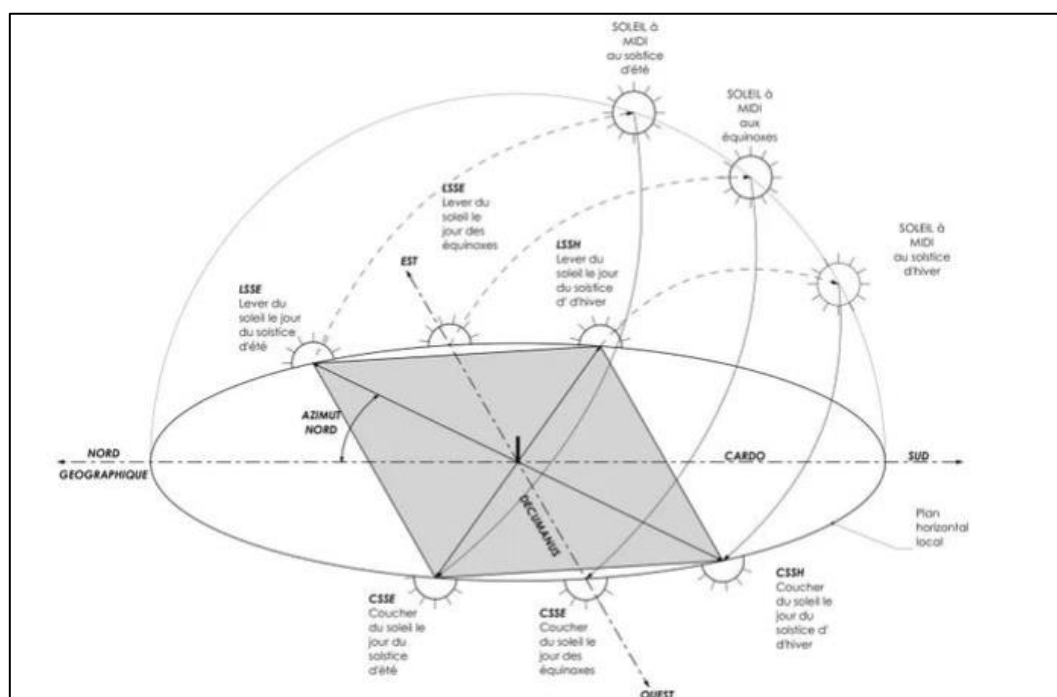 SOLEIL à
MIDI
au solstice
d'été
SOLEIL à
MIDI
aux
équinoxes
SOLEIL à
MIDI
au solstice
d'hiver
LSSE
Lever du
soleil le
jour des
équinoxes
EST
LSSH
Lever du
soleil le jour
du solstice
d' d'hiver
LSSE
Lever du
soleil le jour
du solstice
d'été
AZIMUT
NORD
NORD
GEOGRAPHIQUE
CARDO
SUD
DECUMANUS
Plan
horizontal
local
CSSE
Coucher
du soleil le
jour du
solstice
d'été
CSSE
Coucher
du soleil le
jour des
équinoxes
CSSH
Coucher
du soleil le
jour du
solstice d'
d'hiver
OUEST